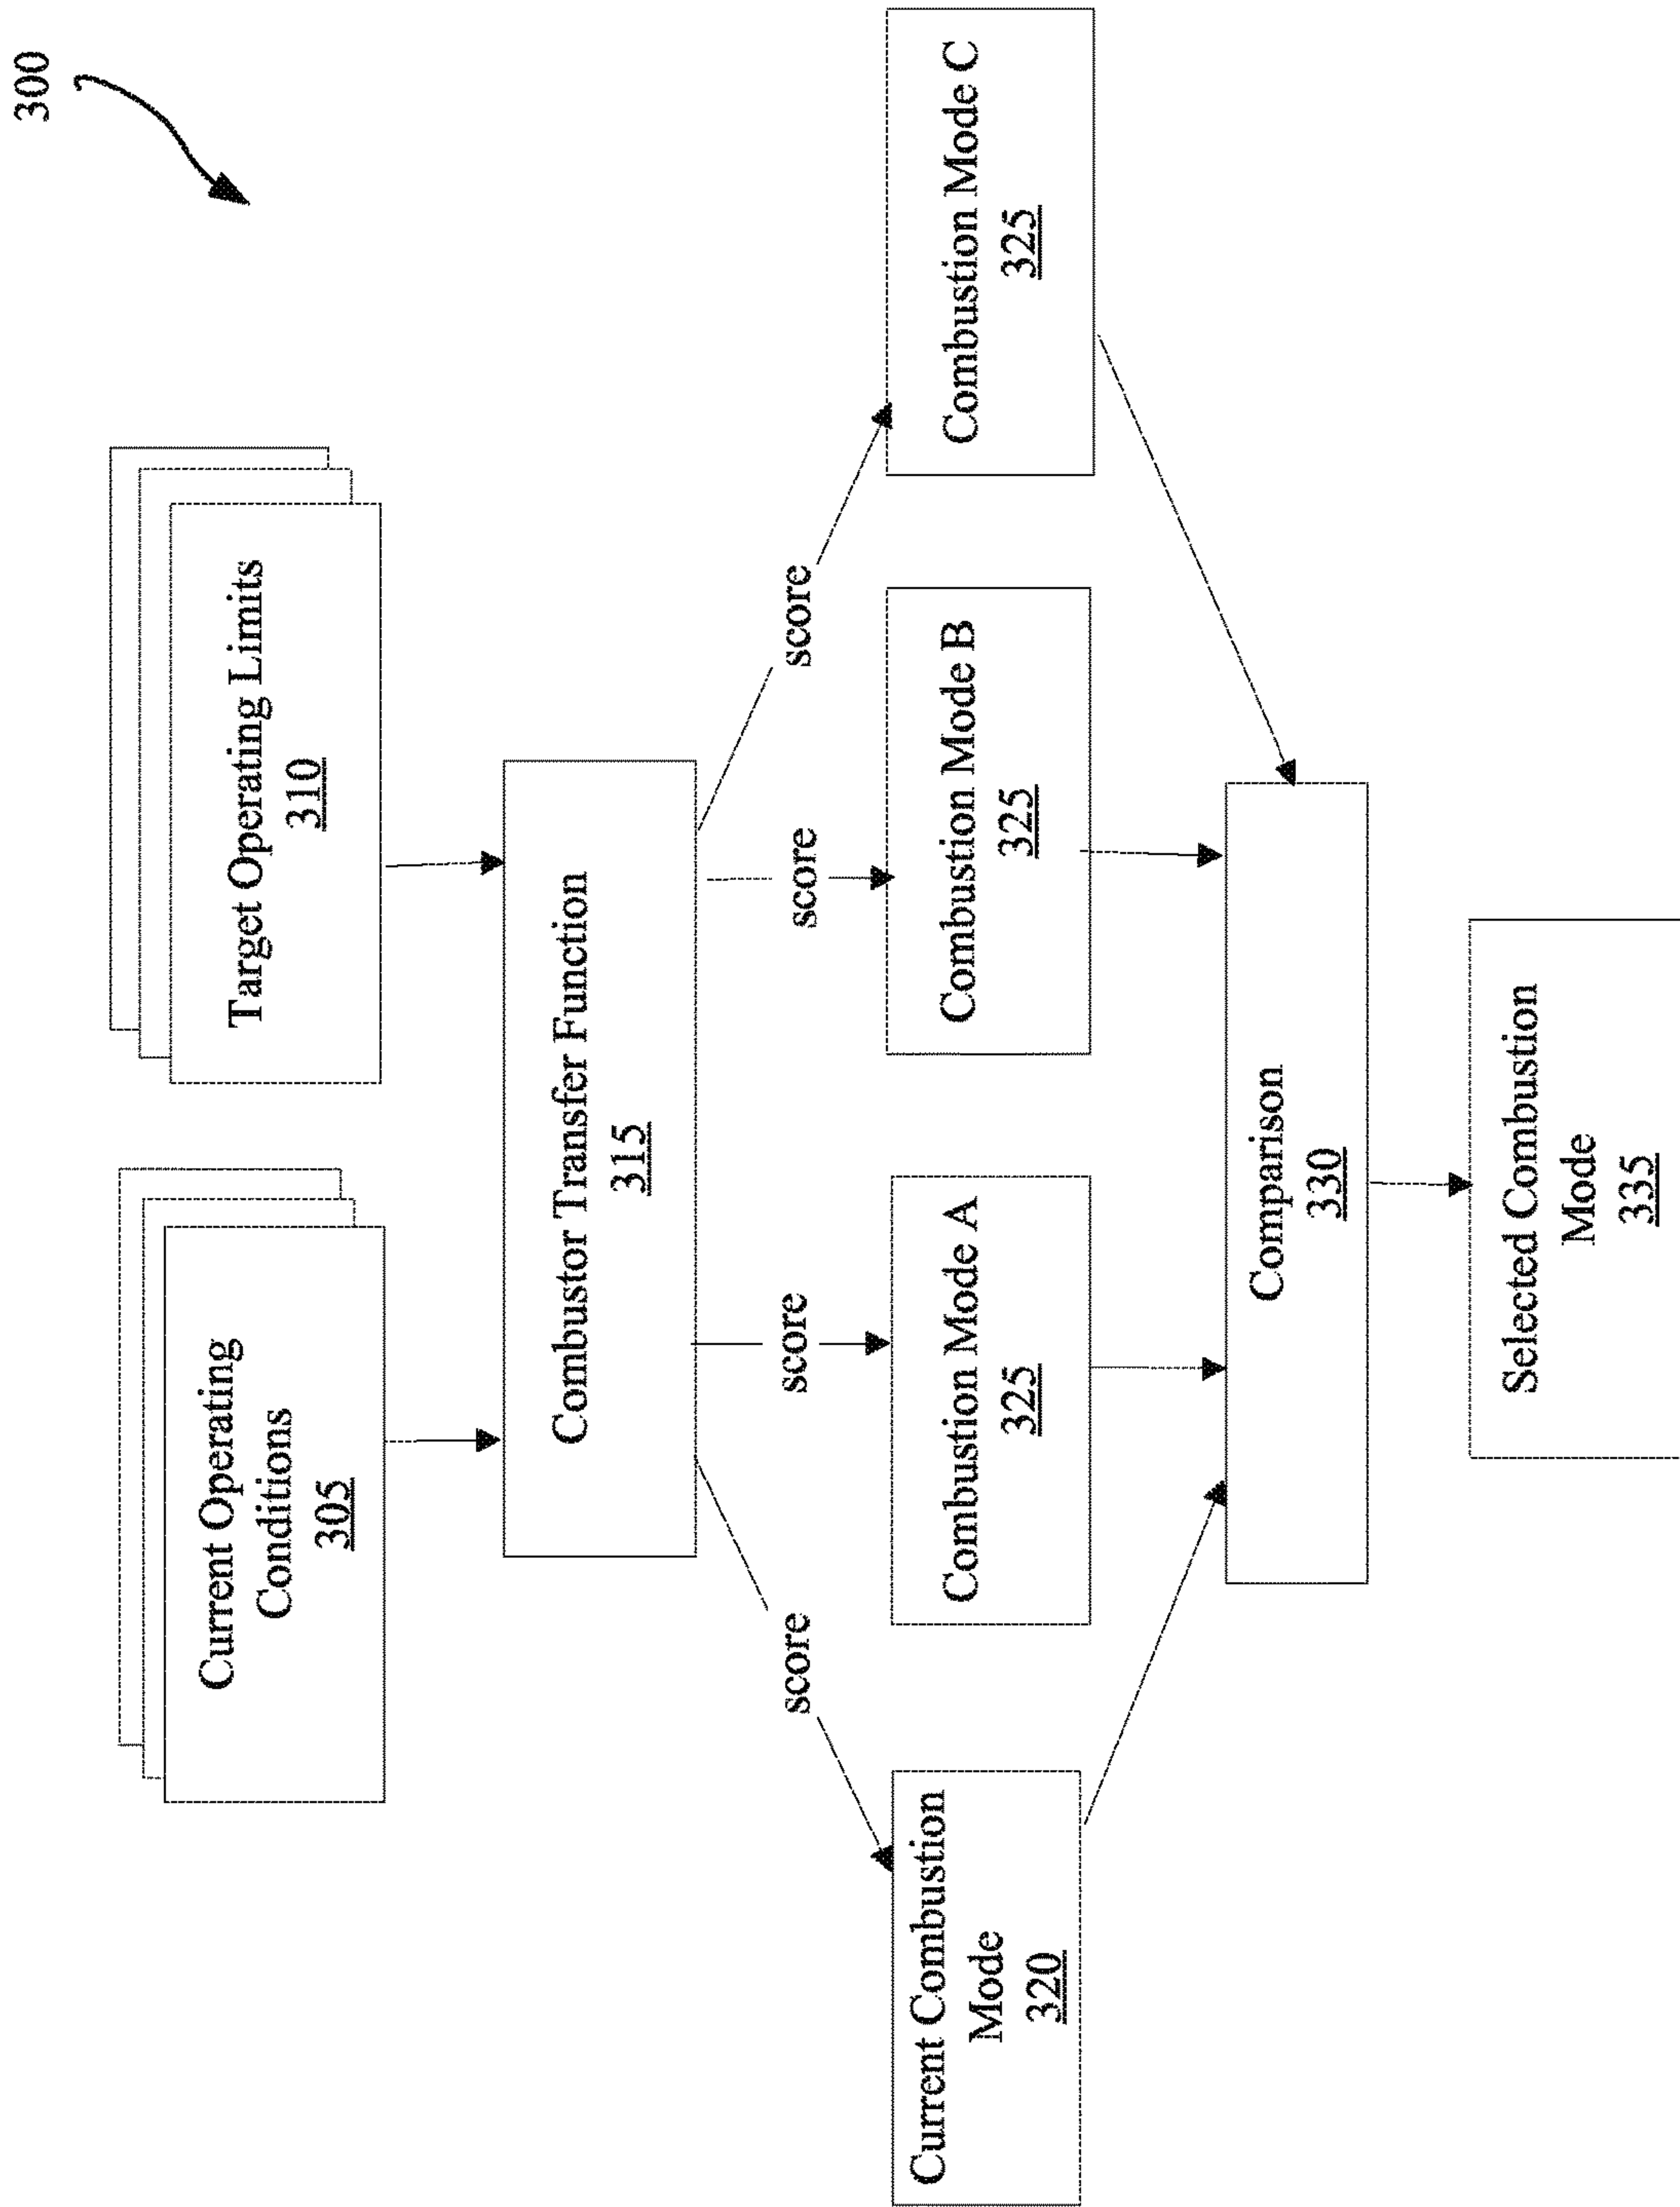 300
Current Operating
Conditions
305
Target Operating Limits
310
Combustor Transfer Function
315
score
score
score
score
Current Combustion
Mode
320
Combustion Mode A
325
Combustion Mode B
325
Combustion Mode C
325
Comparison
330
Selected Combustion
Mode
335